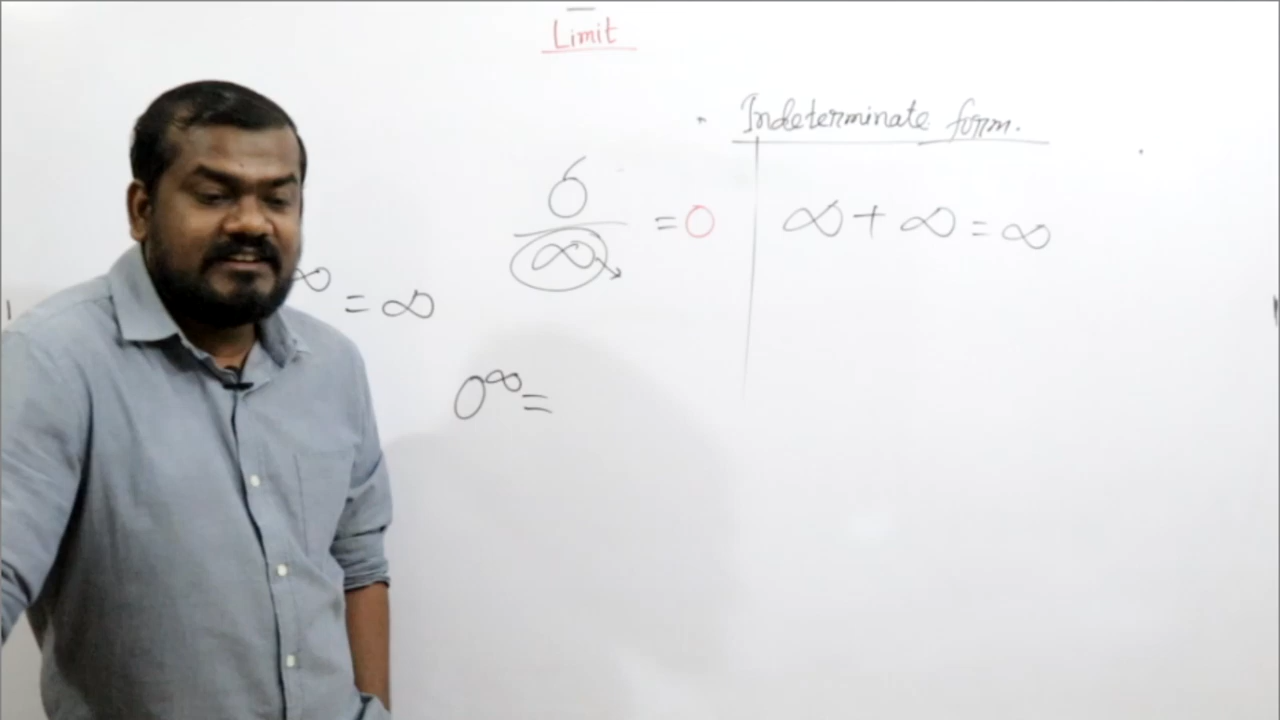 Limit
Indeterminate form.
6/∞ = 0
∞ + ∞ = ∞
∞ = ∞
0^∞ =